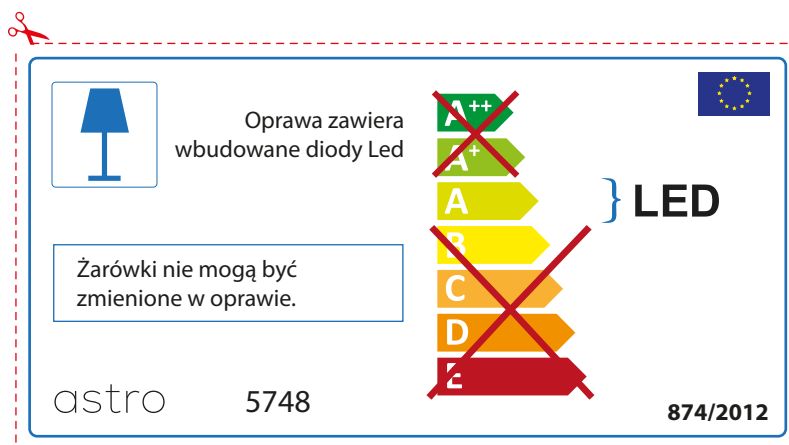 Oprawa zawiera
wbudowane diody Led
A++
A+
A
B
C
D
E
LED
Żarówki nie mogą być
zmienione w oprawie.
astro
5748
874/2012